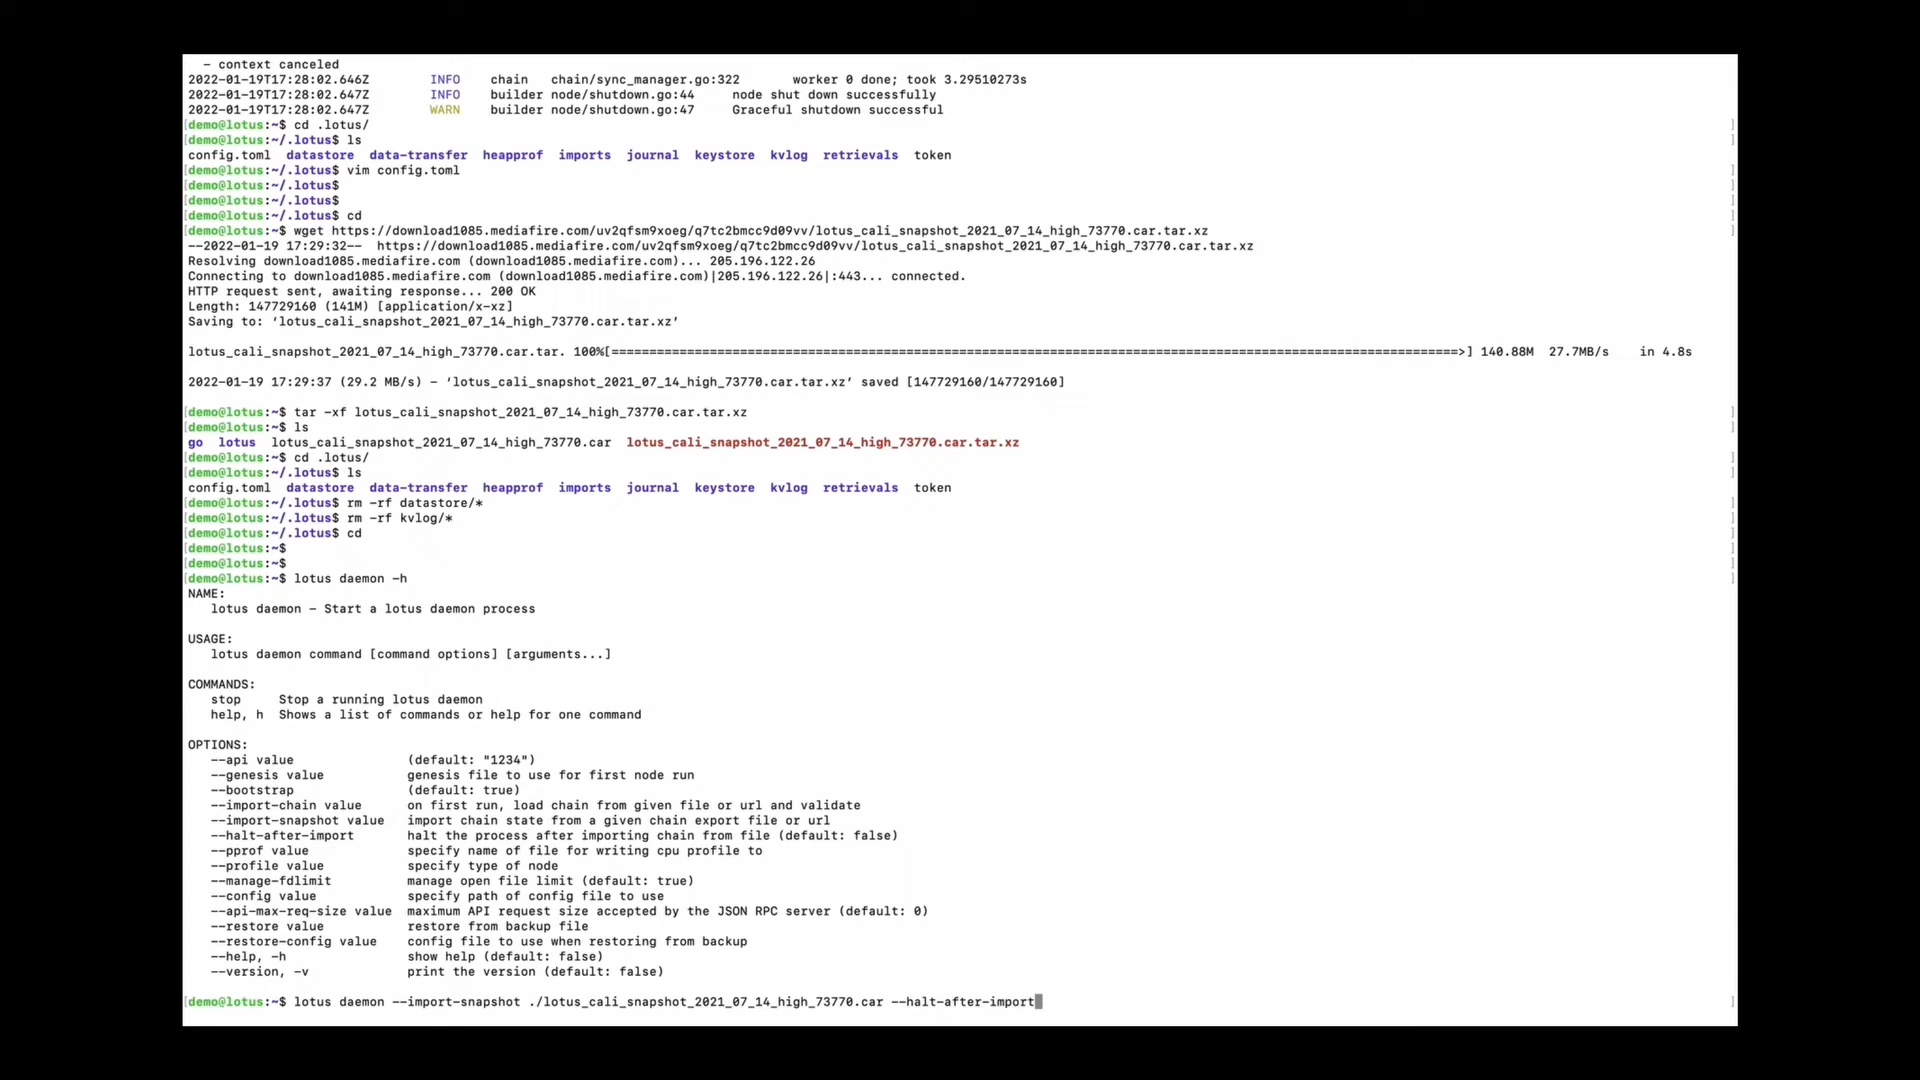 - context canceled
2022-01-19T17:28:02.646Z INFO chain chain/sync_manager.go:322 worker 0 done; took 3.29510273s
2022-01-19T17:28:02.647Z INFO builder node/shutdown.go:44 node shut down successfully
2022-01-19T17:28:02.647Z WARN builder node/shutdown.go:47 Graceful shutdown successful
[demo@lotus:~$ cd .lotus/ ]
[demo@lotus:~/.lotus$ ls ]
config.toml datastore data-transfer heapprof imports journal keystore kvlog retrievals token
[demo@lotus:~/.lotus$ vim config.toml ]
[demo@lotus:~/.lotus$ ]
[demo@lotus:~/.lotus$ ]
[demo@lotus:~/.lotus$ cd ]
[demo@lotus:~$ wget https://download1085.mediafire.com/uv2qfsm9xoeg/q7tc2bmcc9d09vv/lotus_cali_snapshot_2021_07_14_high_73770.car.tar.xz ]
--2022-01-19 17:29:32-- https://download1085.mediafire.com/uv2qfsm9xoeg/q7tc2bmcc9d09vv/lotus_cali_snapshot_2021_07_14_high_73770.car.tar.xz
Resolving download1085.mediafire.com (download1085.mediafire.com)... 205.196.122.26
Connecting to download1085.mediafire.com (download1085.mediafire.com)|205.196.122.26|:443... connected.
HTTP request sent, awaiting response... 200 OK
Length: 147729160 (141M) [application/x-xz]
Saving to: ‘lotus_cali_snapshot_2021_07_14_high_73770.car.tar.xz’
lotus_cali_snapshot_2021_07_14_high_73770.car.tar. 100%[================================================================================================================>] 140.88M 27.7MB/s in 4.8s
2022-01-19 17:29:37 (29.2 MB/s) - ‘lotus_cali_snapshot_2021_07_14_high_73770.car.tar.xz’ saved [147729160/147729160]
[demo@lotus:~$ tar -xf lotus_cali_snapshot_2021_07_14_high_73770.car.tar.xz ]
[demo@lotus:~$ ls ]
go lotus lotus_cali_snapshot_2021_07_14_high_73770.car lotus_cali_snapshot_2021_07_14_high_73770.car.tar.xz
[demo@lotus:~$ cd .lotus/ ]
[demo@lotus:~/.lotus$ ls ]
config.toml datastore data-transfer heapprof imports journal keystore kvlog retrievals token
[demo@lotus:~/.lotus$ rm -rf datastore/* ]
[demo@lotus:~/.lotus$ rm -rf kvlog/* ]
[demo@lotus:~/.lotus$ cd ]
[demo@lotus:~$ ]
[demo@lotus:~$ ]
[demo@lotus:~$ lotus daemon -h ]
NAME:
lotus daemon - Start a lotus daemon process
USAGE:
lotus daemon command [command options] [arguments...]
COMMANDS:
stop Stop a running lotus daemon
help, h Shows a list of commands or help for one command
OPTIONS:
--api value (default: "1234")
--genesis value genesis file to use for first node run
--bootstrap (default: true)
--import-chain value on first run, load chain from given file or url and validate
--import-snapshot value import chain state from a given chain export file or url
--halt-after-import halt the process after importing chain from file (default: false)
--pprof value specify name of file for writing cpu profile to
--profile value specify type of node
--manage-fdlimit manage open file limit (default: true)
--config value specify path of config file to use
--api-max-req-size value maximum API request size accepted by the JSON RPC server (default: 0)
--restore value restore from backup file
--restore-config value config file to use when restoring from backup
--help, -h show help (default: false)
--version, -v print the version (default: false)
[demo@lotus:~$ lotus daemon --import-snapshot ./lotus_cali_snapshot_2021_07_14_high_73770.car --halt-after-import ]